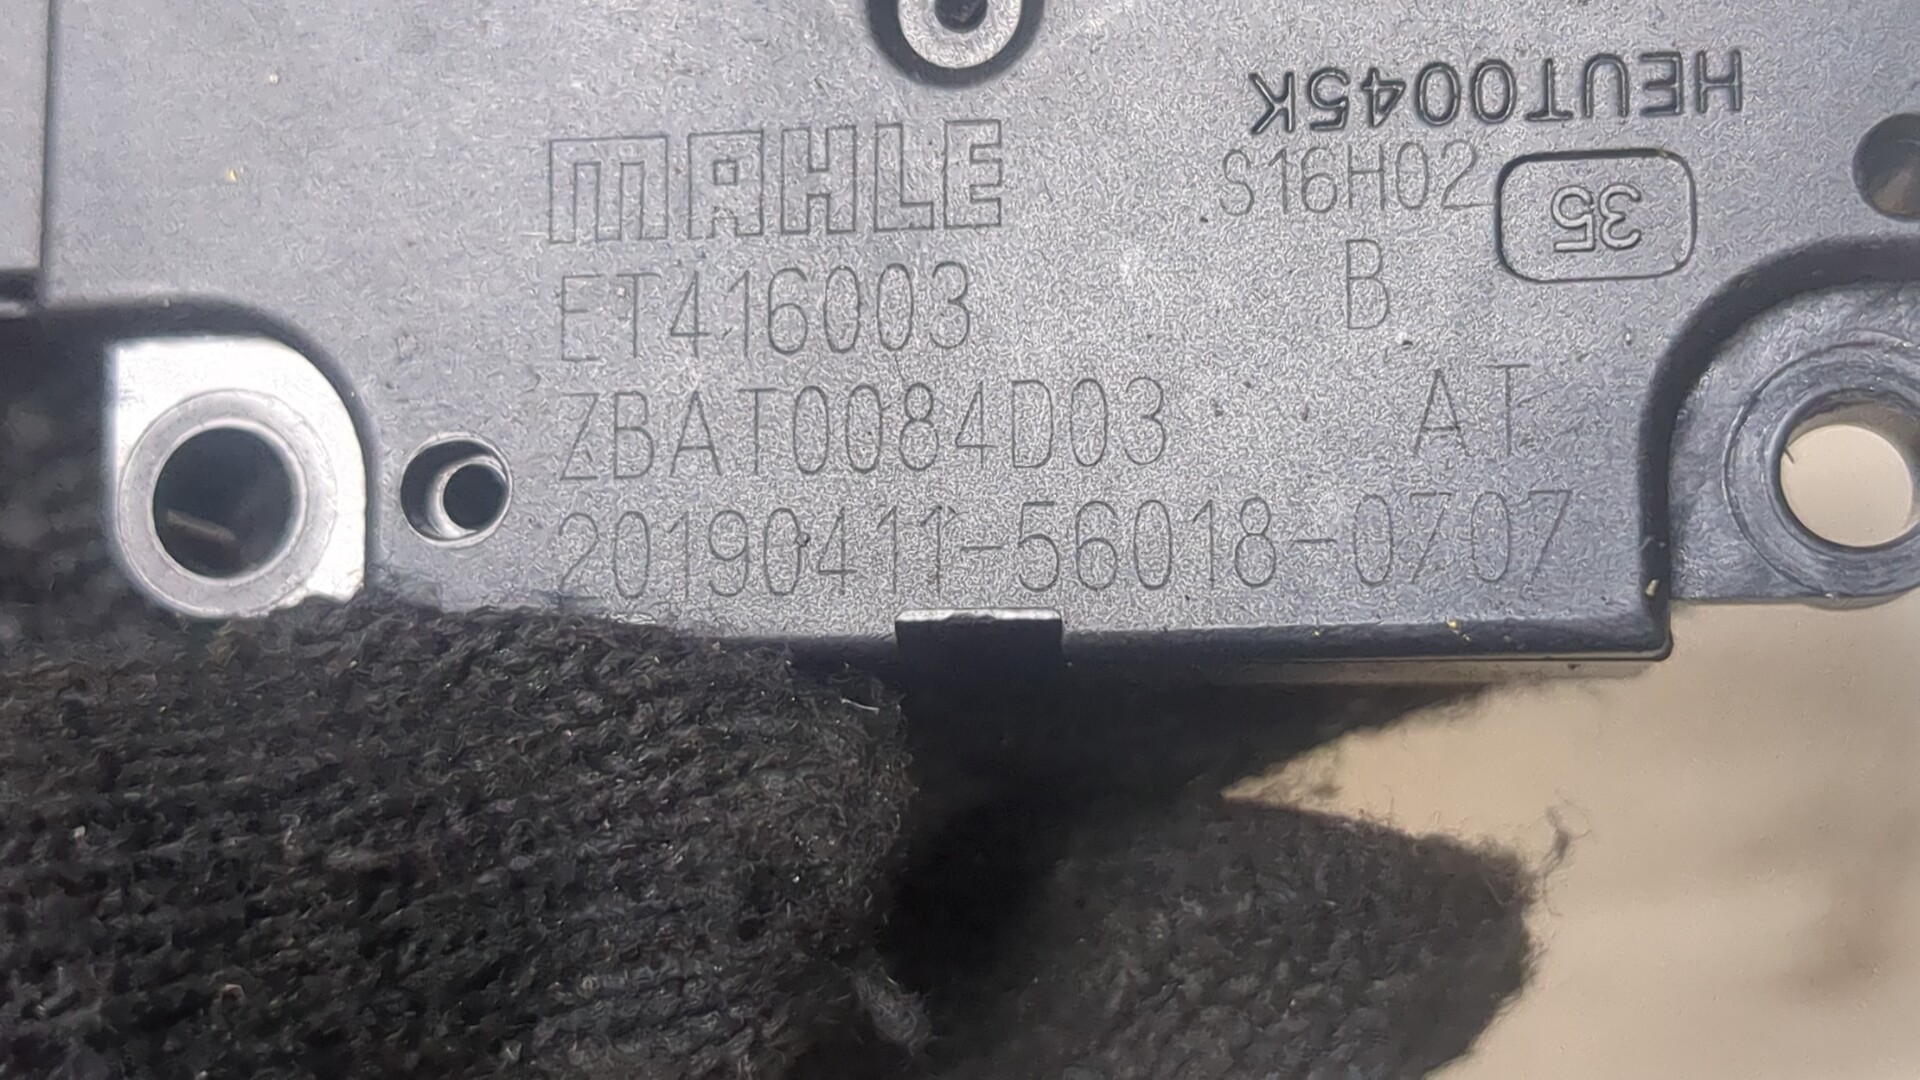 HEUT0045K
MAHLE
S16H02
35
ET416003
B
ZBAT0084D03
AT
20190411-56018-0707